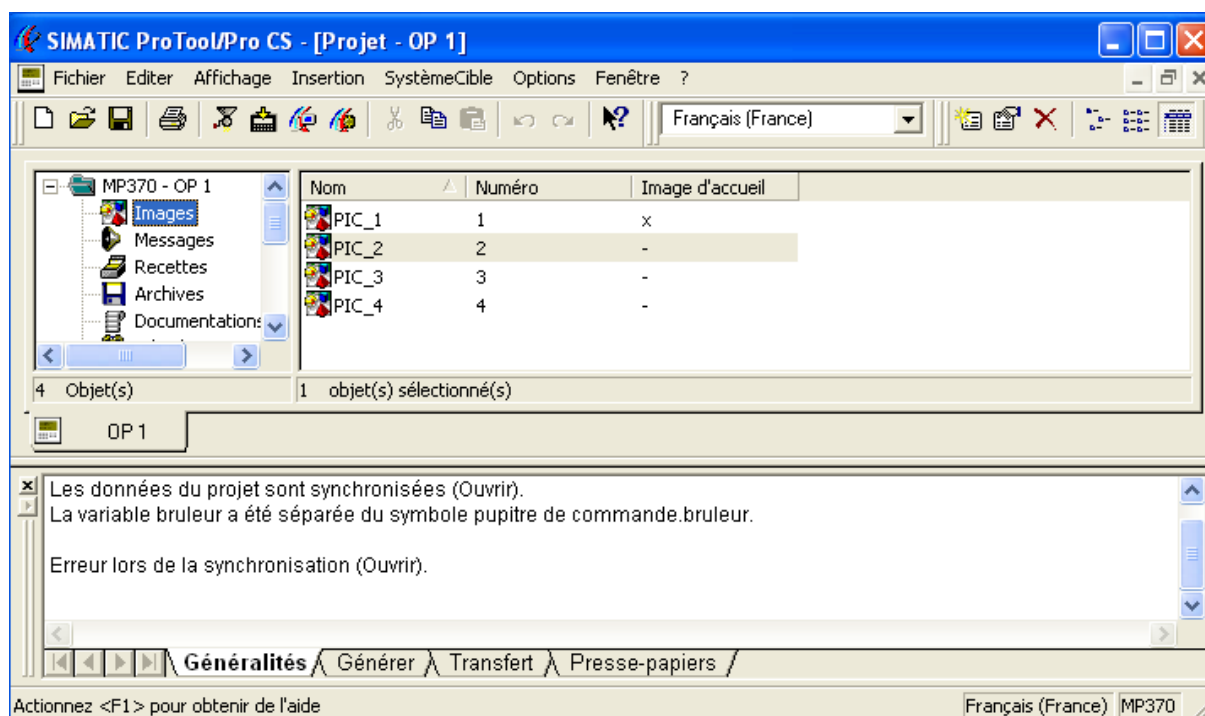 SIMATIC ProTool/Pro CS - [Projet - OP 1]
Fichier Editer Affichage Insertion SystèmeCible Options Fenêtre ?
Français (France)
MP370 - OP 1
Images
Messages
Recettes
Archives
Documentations
Nom Numéro Image d'accueil
PIC_1 1 x
PIC_2 2 -
PIC_3 3 -
PIC_4 4 -
4 Objet(s) 1 objet(s) sélectionné(s)
OP 1
Les données du projet sont synchronisées (Ouvrir).
La variable bruleur a été séparée du symbole pupitre de commande.bruleur.
Erreur lors de la synchronisation (Ouvrir).
Généralités Générer Transfert Presse-papiers
Actionnez <F1> pour obtenir de l'aide Français (France) MP370